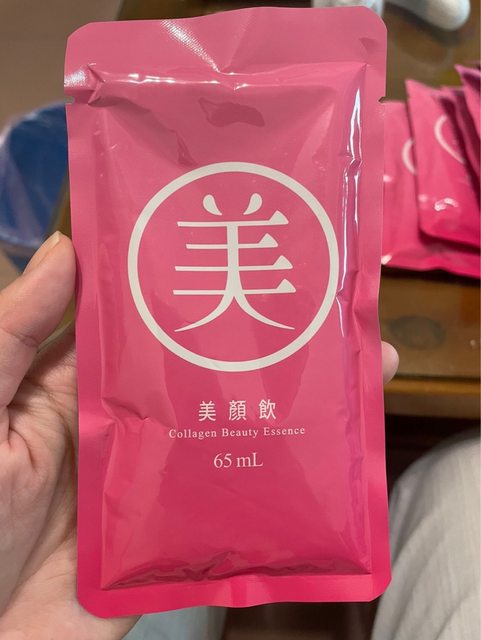 美
美顏飲
Collagen Beauty Essence
65 mL